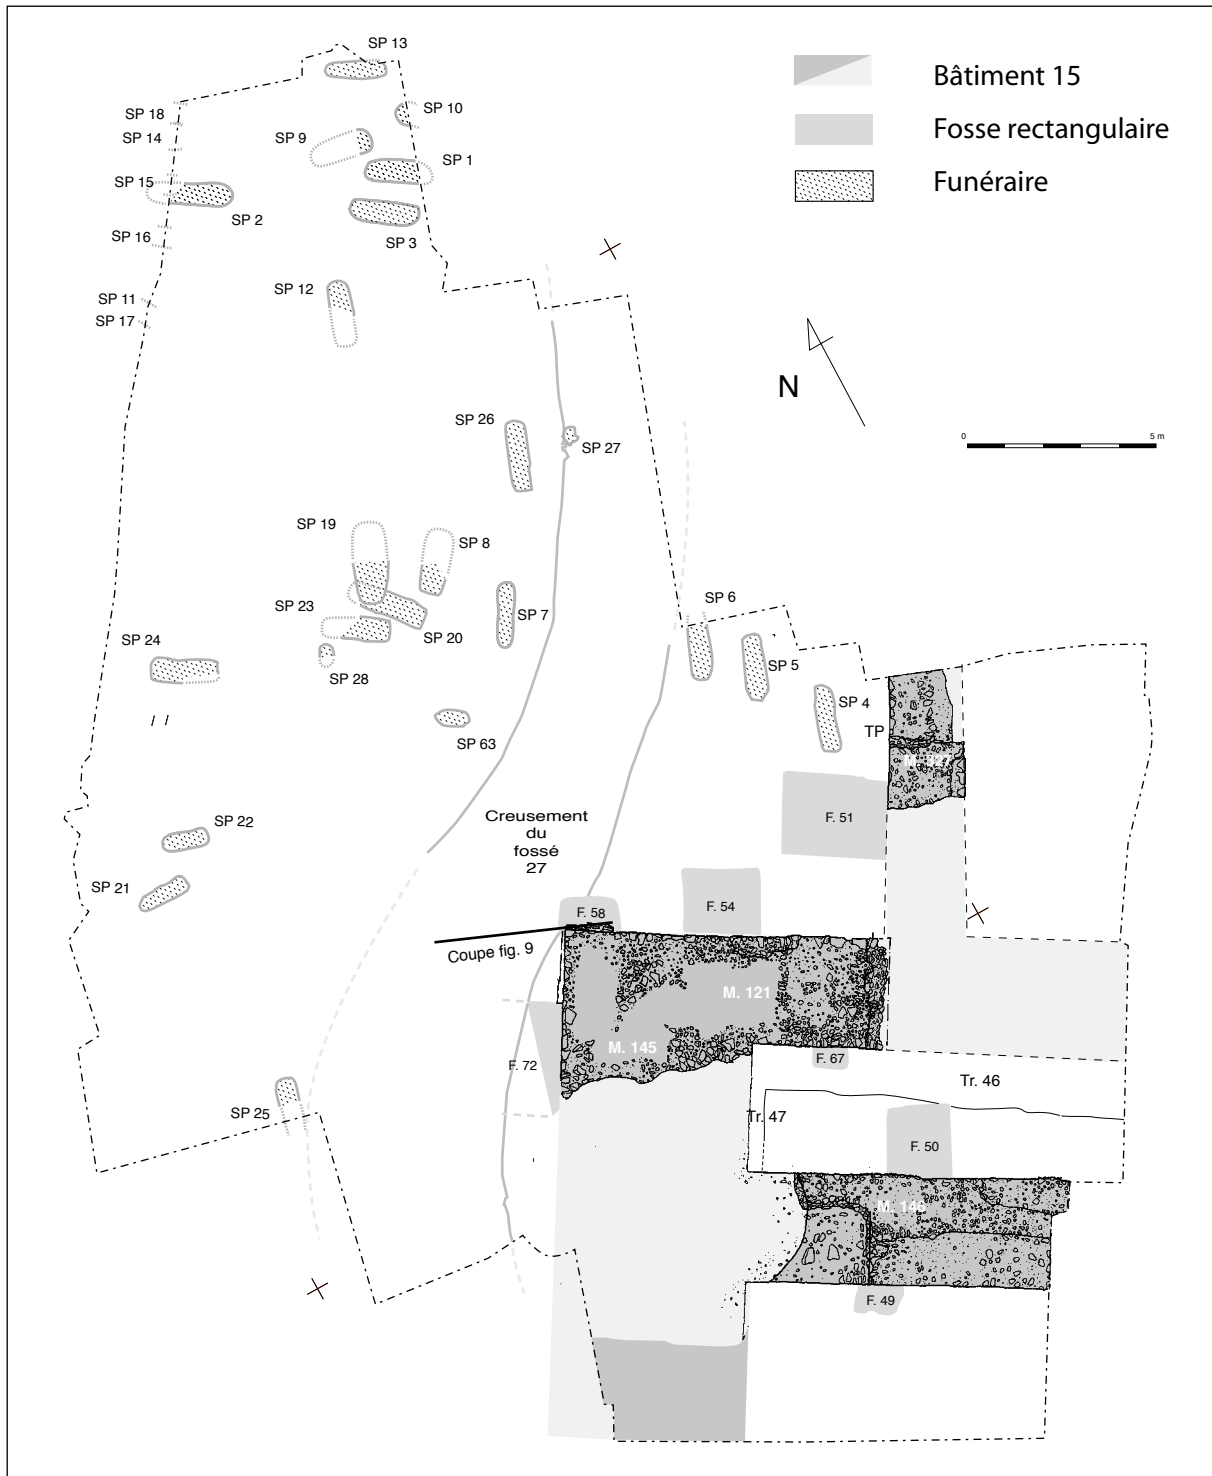 SP 13
Bâtiment 15
SP 18
SP 10
SP 14
SP 9
Fosse rectangulaire
SP 1
SP 15
Funéraire
SP 2
SP 16
SP 3
SP 12
SP 11
SP 17
N
SP 26
SP 27
0
5 m
SP 19
SP 8
SP 6
SP 23
SP 7
SP 20
SP 24
SP 5
SP 28
SP 4
TP
SP 63
M. 327
Creusement
du
fossé
27
F. 51
SP 22
SP 21
F. 58
F. 54
Coupe fig. 9
M. 121
M. 145
F. 67
F. 72
Tr. 46
SP 25
Tr. 47
F. 50
M. 146
F. 49